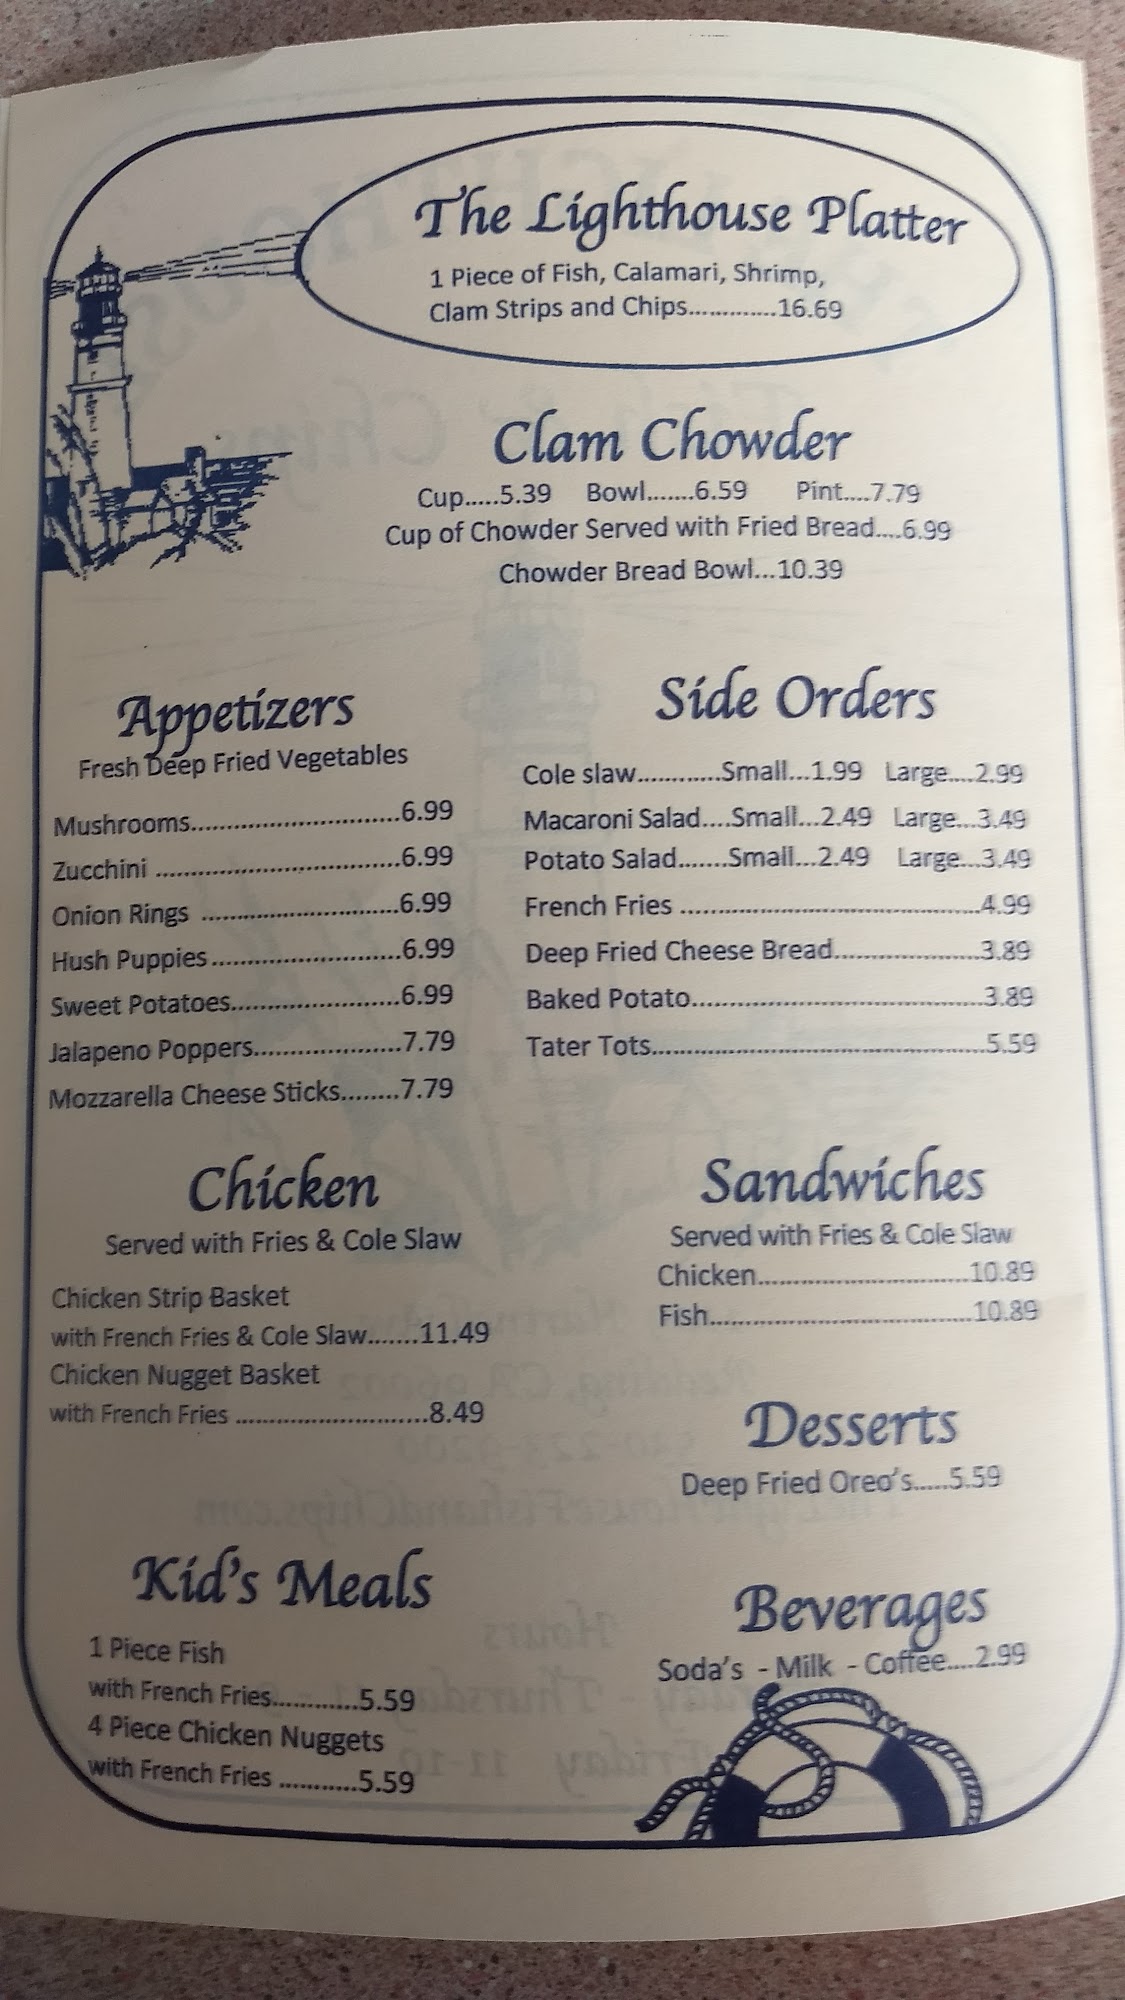 The Lighthouse Platter
1 Piece of Fish, Calamari, Shrimp,
Clam Strips and Chips.............16.69
Clam Chowder
Cup.....5.39 Bowl.......6.59 Pint....7.79
Cup of Chowder Served with Fried Bread....6.99
Chowder Bread Bowl...10.39
Appetizers
Fresh Deep Fried Vegetables
Mushrooms..............................6.99
Zucchini ...................................6.99
Onion Rings ............................6.99
Hush Puppies...........................6.99
Sweet Potatoes........................6.99
Jalapeno Poppers.....................7.79
Mozzarella Cheese Sticks........7.79
Side Orders
Cole slaw............Small...1.99 Large....2.99
Macaroni Salad....Small...2.49 Large...3.49
Potato Salad.......Small...2.49 Large...3.49
French Fries ...........................................4.99
Deep Fried Cheese Bread.....................3.89
Baked Potato..........................................3.89
Tater Tots................................................5.59
Chicken
Served with Fries & Cole Slaw
Chicken Strip Basket
with French Fries & Cole Slaw.......11.49
Chicken Nugget Basket
with French Fries ............................8.49
Sandwiches
Served with Fries & Cole Slaw
Chicken..............................10.89
Fish.....................................10.89
Desserts
Deep Fried Oreo's.....5.59
Kid's Meals
1 Piece Fish
with French Fries............5.59
4 Piece Chicken Nuggets
with French Fries ...........5.59
Beverages
Soda's - Milk - Coffee....2.99